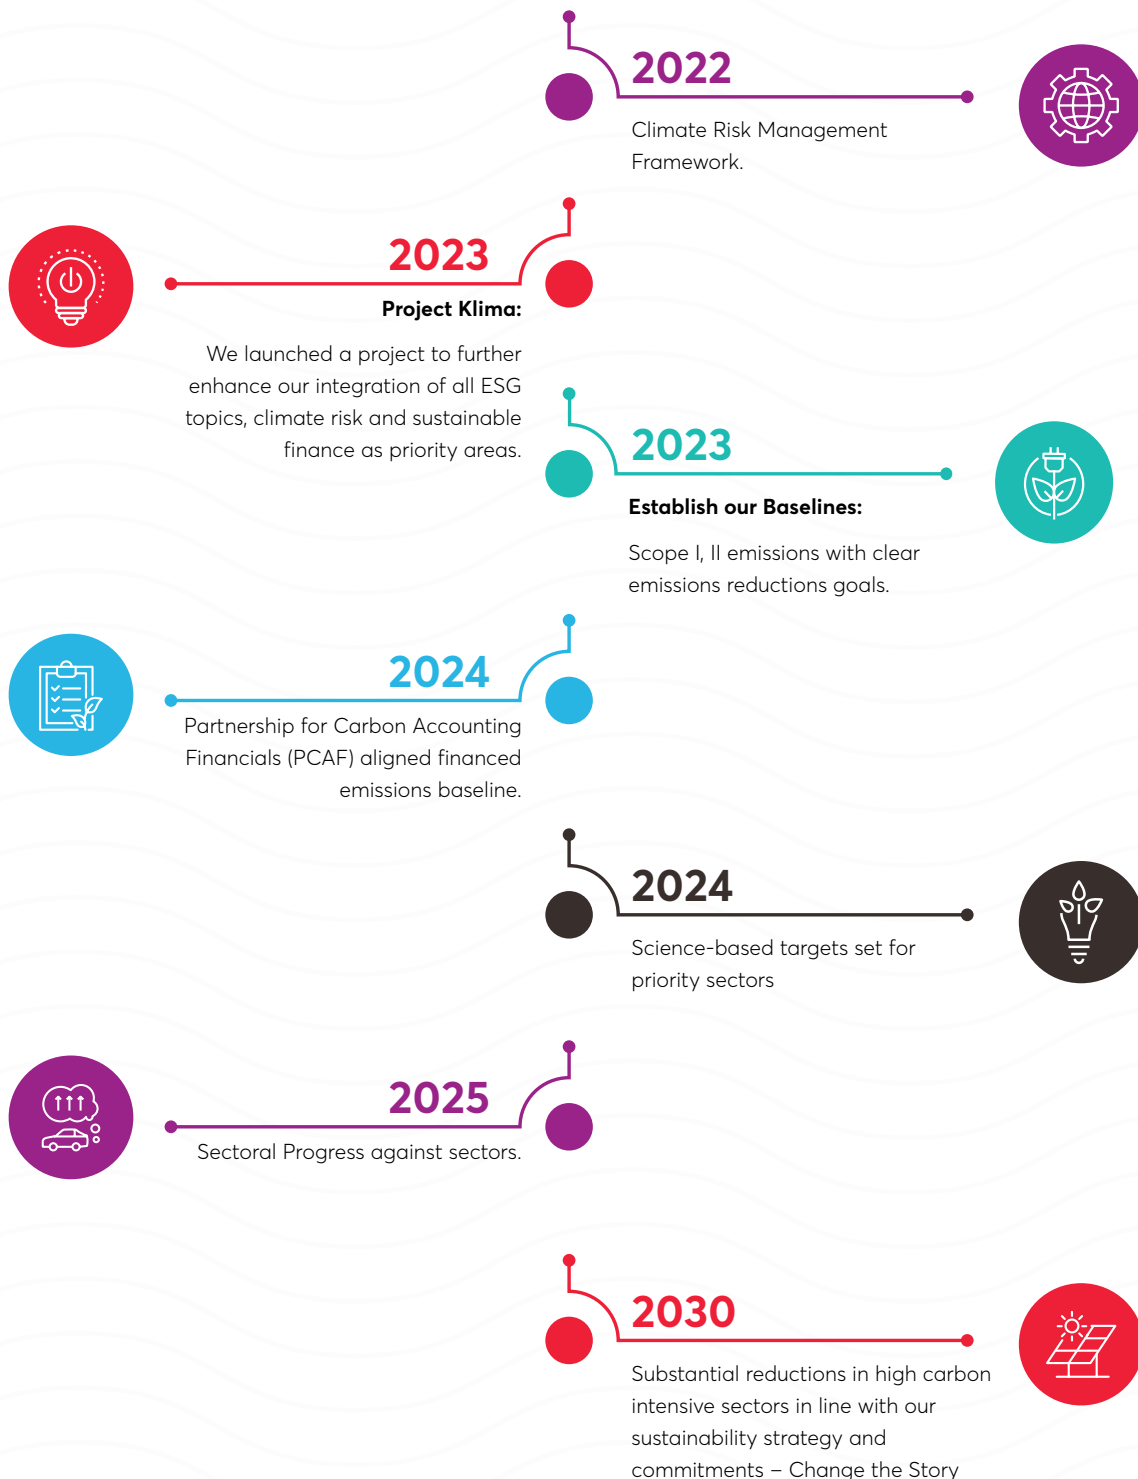 2022
Climate Risk Management
Framework.
2023
Project Klima:
We launched a project to further
enhance our integration of all ESG
topics, climate risk and sustainable
finance as priority areas.
2023
Establish our Baselines:
Scope I, II emissions with clear
emissions reductions goals.
2024
Partnership for Carbon Accounting
Financials (PCAF) aligned financed
emissions baseline.
2024
Science-based targets set for
priority sectors
2025
Sectoral Progress against sectors.
2030
Substantial reductions in high carbon
intensive sectors in line with our
sustainability strategy and
commitments – Change the Story